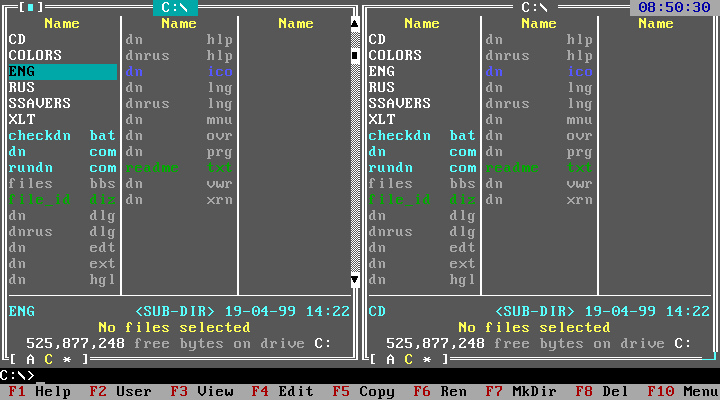 [■] C:\ C:\ 08:50:30
Name Name Name Name Name Name
CD dn hlp CD dn hlp
COLORS dnrus hlp COLORS dnrus hlp
ENG dn ico ENG dn ico
RUS dn lng RUS dn lng
SSAVERS dnrus lng SSAVERS dnrus lng
XLT dn mnu XLT dn mnu
checkdn bat dn ovr checkdn bat dn ovr
dn com dn prg dn com dn prg
rundn com readme txt rundn com readme txt
files bbs dn vwr files bbs dn vwr
file_id diz dn xrn file_id diz dn xrn
dn dlg dn dlg
dnrus dlg dnrus dlg
dn edt dn edt
dn ext dn ext
dn hgl dn hgl
ENG <SUB-DIR> 19-04-99 14:22 CD <SUB-DIR> 19-04-99 14:22
No files selected No files selected
525,877,248 free bytes on drive C: 525,877,248 free bytes on drive C:
[ A C * ] [ A C * ]
C:\>_
F1 Help F2 User F3 View F4 Edit F5 Copy F6 Ren F7 MkDir F8 Del F10 Menu